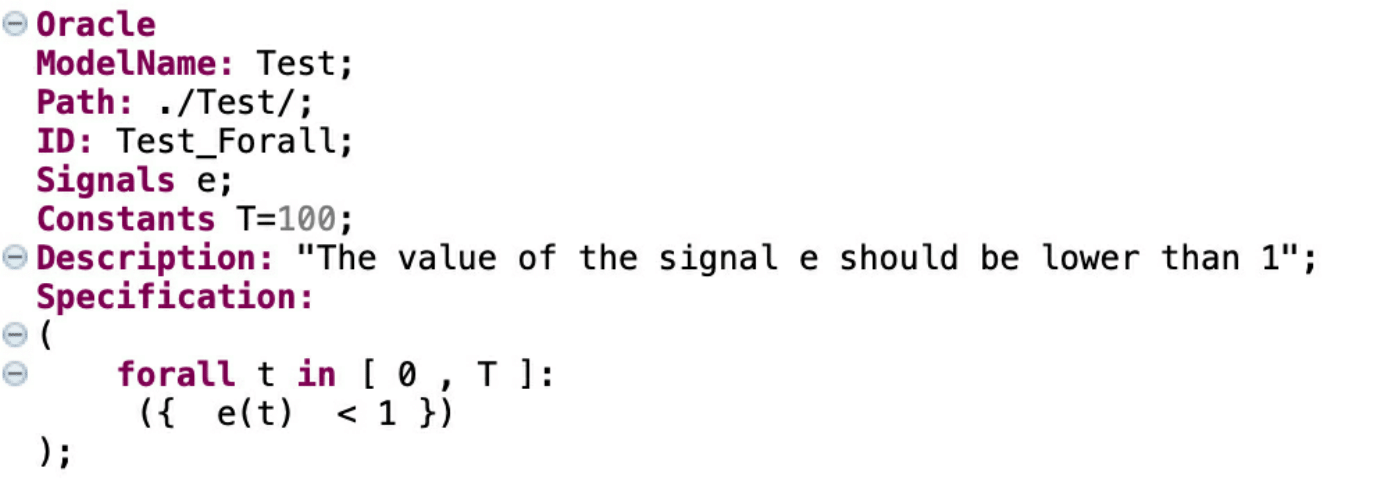 Oracle
ModelName: Test;
Path: ./Test/;
ID: Test_Forall;
Signals e;
Constants T=100;
Description: "The value of the signal e should be lower than 1";
Specification:
(
    forall t in [ 0 , T ]:
     ({  e(t)  < 1 })
);